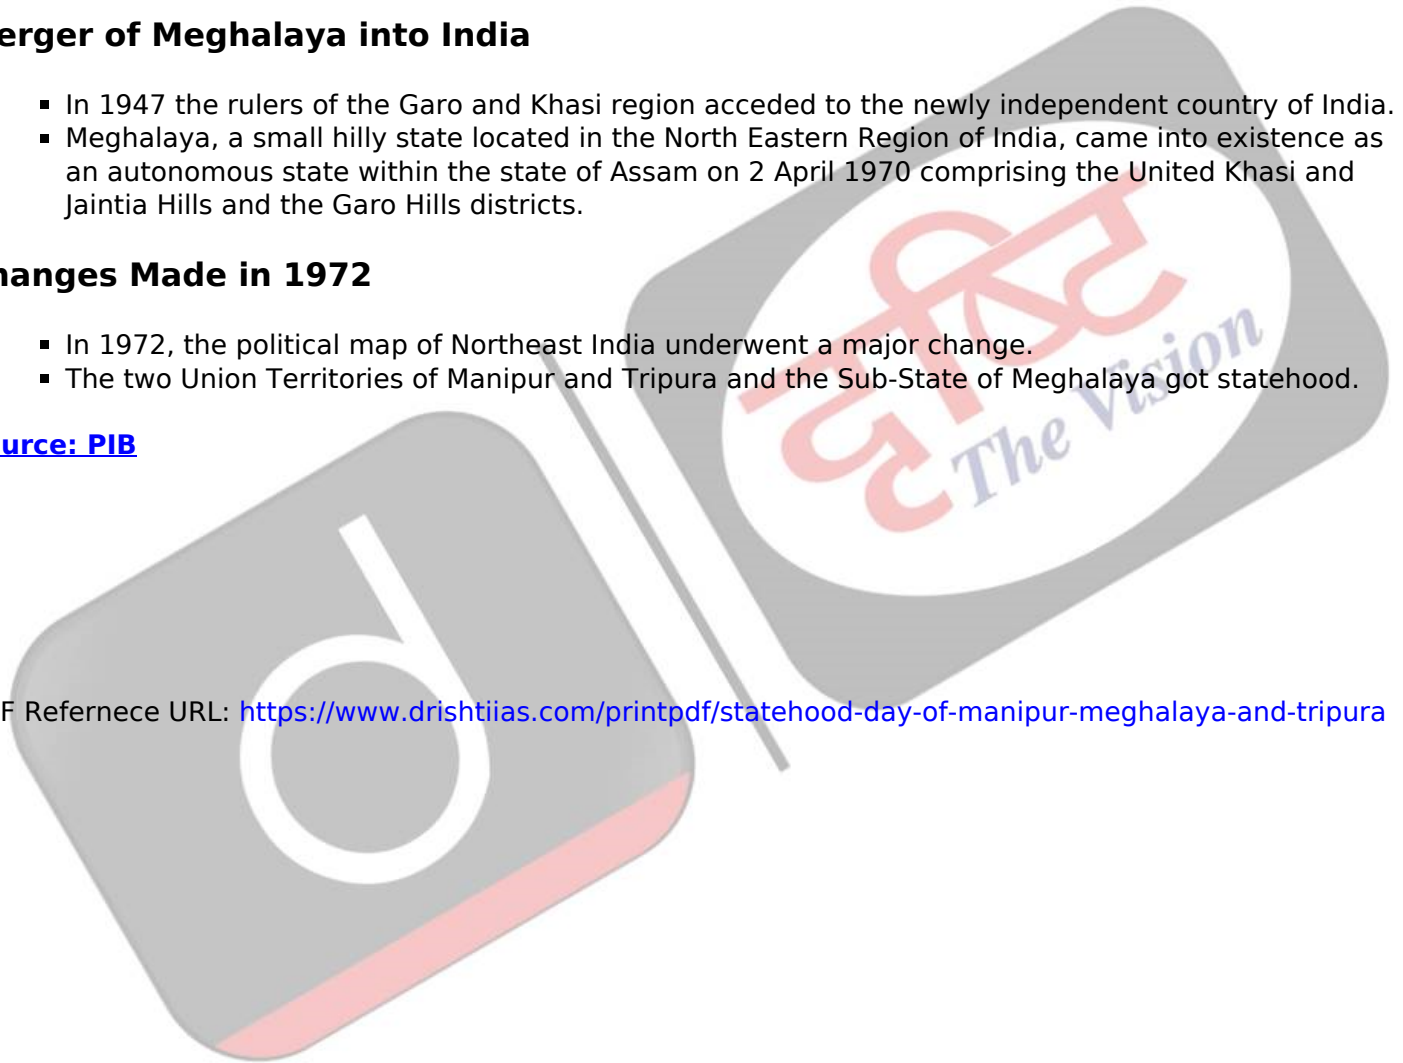 erger of Meghalaya into India
In 1947 the rulers of the Garo and Khasi region acceded to the newly independent country of India.
Meghalaya, a small hilly state located in the North Eastern Region of India, came into existence as
an autonomous state within the state of Assam on 2 April 1970 comprising the United Khasi and
Jaintia Hills and the Garo Hills districts.
hanges Made in 1972
In 1972, the political map of Northeast India underwent a major change.
The two Union Territories of Manipur and Tripura and the Sub-State of Meghalaya got statehood.
urce: PIB
F Refernece URL: https://www.drishtiias.com/printpdf/statehood-day-of-manipur-meghalaya-and-tripura
दृष्टि
The Vision
d